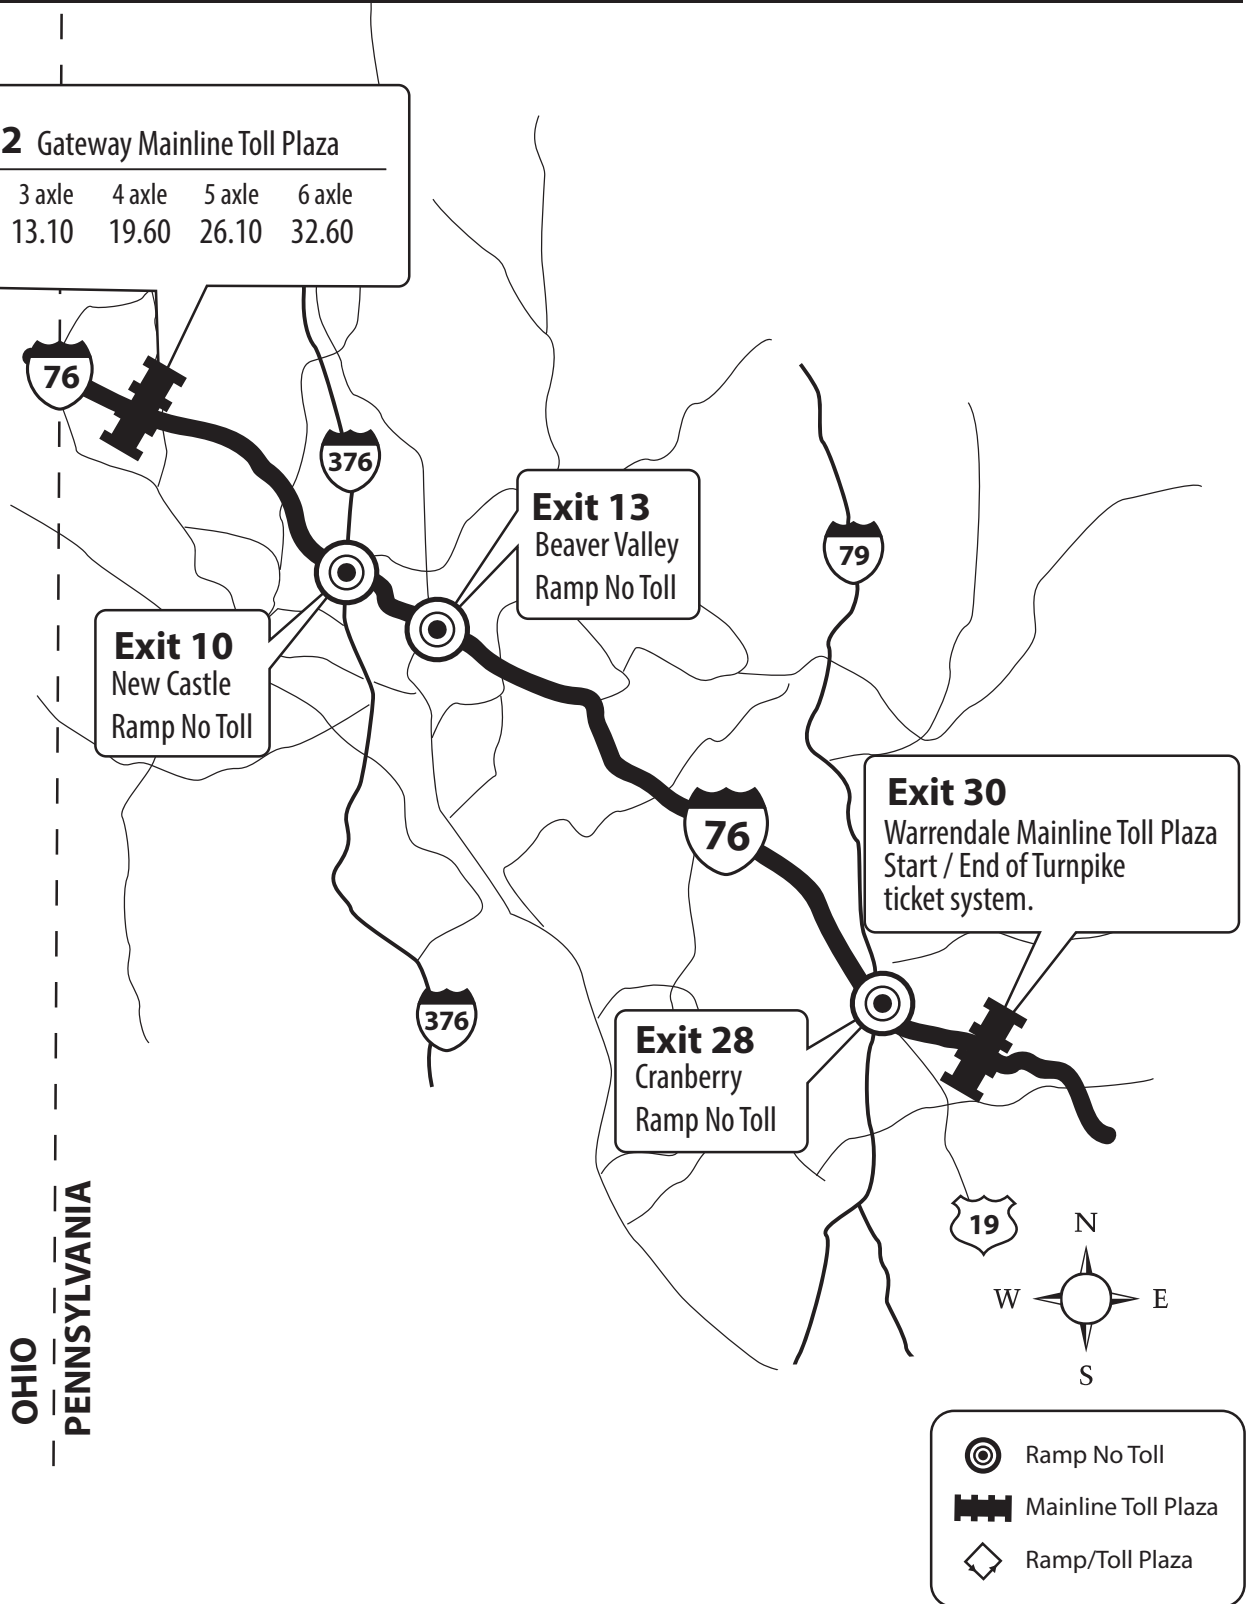 2 Gateway Mainline Toll Plaza
3 axle 4 axle 5 axle 6 axle
13.10 19.60 26.10 32.60
76
376
Exit 13
Beaver Valley
Ramp No Toll
79
Exit 10
New Castle
Ramp No Toll
76
Exit 30
Warrendale Mainline Toll Plaza
Start / End of Turnpike
ticket system.
376
Exit 28
Cranberry
Ramp No Toll
19
N
W E
S
OHIO
PENNSYLVANIA
Ramp No Toll
Mainline Toll Plaza
Ramp/Toll Plaza